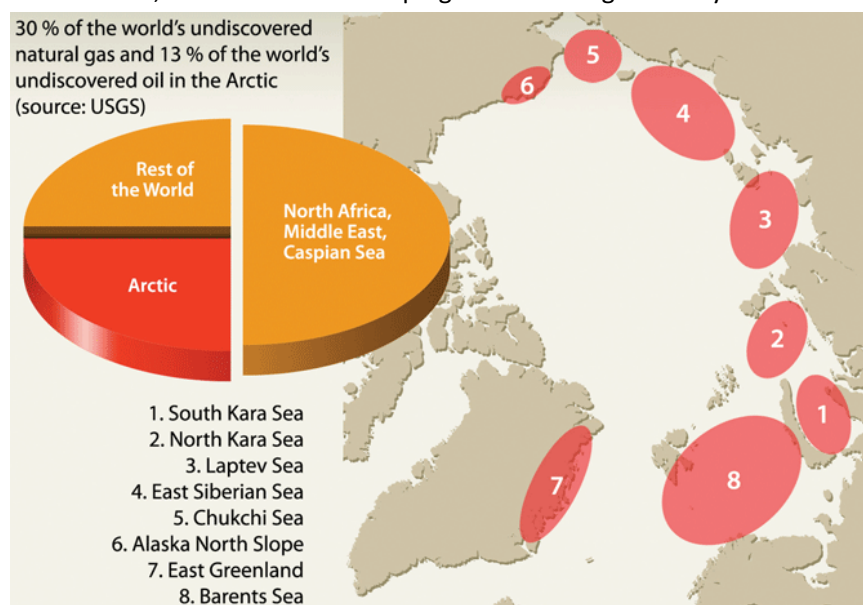 30 % of the world's undiscovered
natural gas and 13 % of the world's
undiscovered oil in the Arctic
(source: USGS)
Rest of
the World
North Africa,
Middle East,
Caspian Sea
Arctic
1. South Kara Sea
2. North Kara Sea
3. Laptev Sea
4. East Siberian Sea
5. Chukchi Sea
6. Alaska North Slope
7. East Greenland
8. Barents Sea
5
6
4
3
2
1
7
8